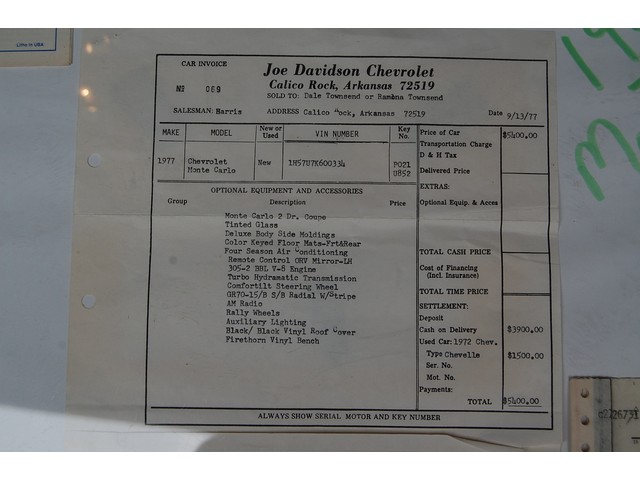 Litho in USA
CAR INVOICE
Joe Davidson Chevrolet
Calico Rock, Arkansas 72519
No 069
SOLD TO: Dale Townsend or Ramona Townsend
SALESMAN: Harris ADDRESS Calico Rock, Arkansas 72519 Date 9/13/77
MAKE MODEL New or Used VIN NUMBER Key No.
1977 Chevrolet Monte Carlo New 1H57U7K600334 P021 U852
Price of Car $5400.00
Transportation Charge
D & H Tax
Delivered Price
OPTIONAL EQUIPMENT AND ACCESSORIES
EXTRAS:
Group Description Price
Optional Equip. & Acces
Monte Carlo 2 Dr. Coupe
Tinted Glass
Deluxe Body Side Moldings
Color Keyed Floor Mats-Frt&Rear
Four Season Air Conditioning
Remote Control ORV Mirror-LH
305-2 BBL V-8 Engine
Turbo Hydramatic Transmission
Comfortilt Steering Wheel
GR70-15/B S/B Radial W/Stripe
AM Radio
Rally Wheels
Auxiliary Lighting
Black/ Black Vinyl Roof Cover
Firethorn Vinyl Bench
TOTAL CASH PRICE
Cost of Financing
(Incl. Insurance)
TOTAL TIME PRICE
SETTLEMENT:
Deposit
Cash on Delivery $3900.00
Used Car: 1972 Chev.
Type Chevelle $1500.00
Ser. No.
Mot. No.
Payments:
TOTAL $5400.00
ALWAYS SHOW SERIAL MOTOR AND KEY NUMBER